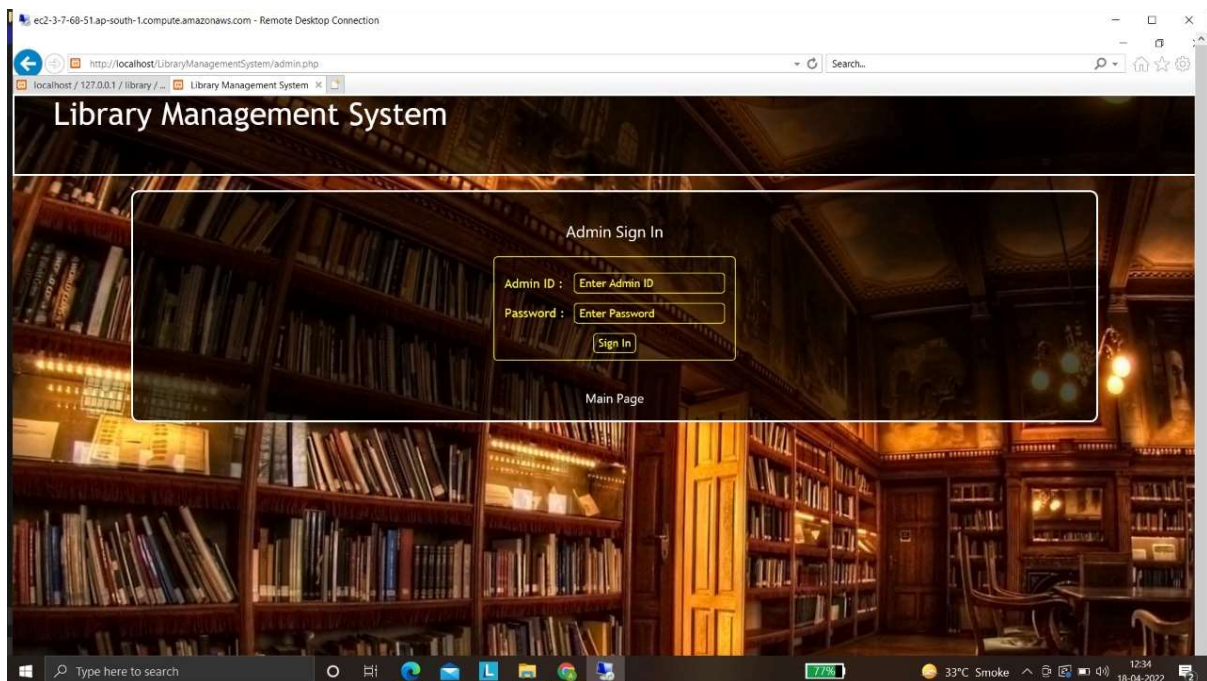 ec2-3-7-68-51.ap-south-1.compute.amazonaws.com - Remote Desktop Connection
http://localhost/LibraryManagementSystem/admin.php
Search...
localhost / 127.0.0.1 / library / ...
Library Management System
Library Management System
Admin Sign In
Admin ID : Enter Admin ID
Password : Enter Password
Sign In
Main Page
Type here to search
L
77%
33°C Smoke
12:34
18-04-2022
2